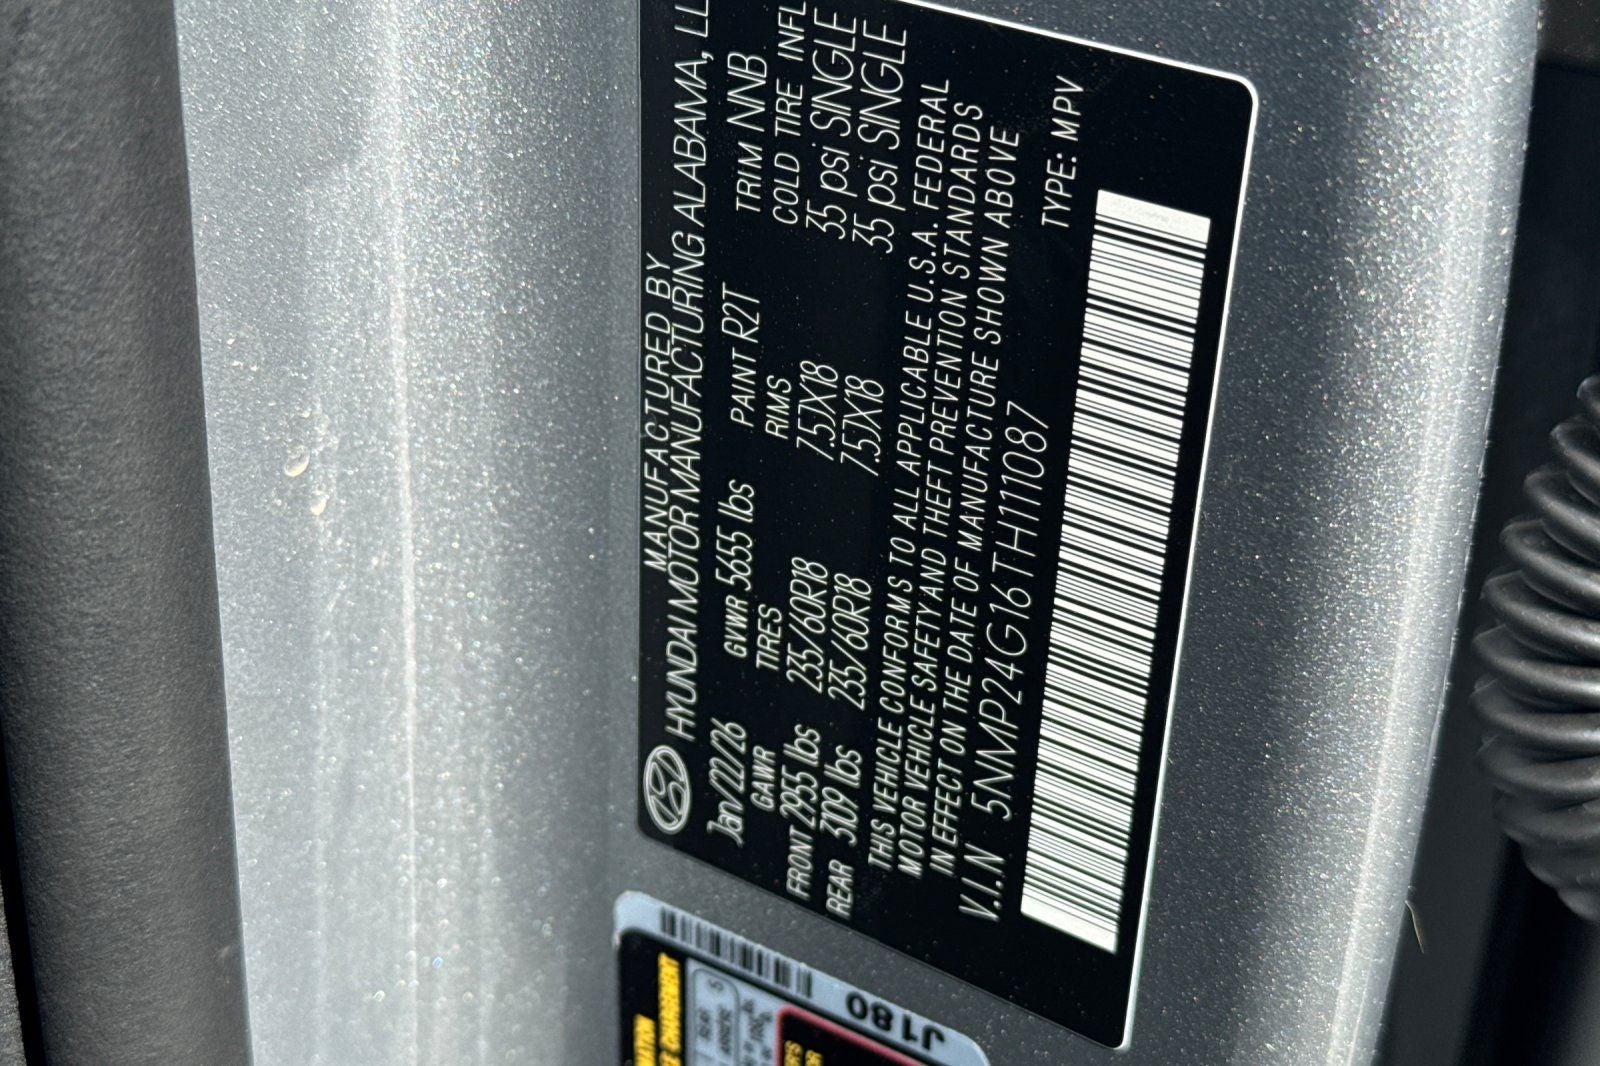 MANUFACTURED BY
HYUNDAI MOTOR MANUFACTURING ALABAMA,
Jan/22/26 GVWR 5655 lbs PAINT R2T TRIM NNB
GAWR TIRES RIMS COLD TIRE INFL
FRONT 2955 lbs 235/60R18 7.5JX18 35 psi SINGLE
REAR 3109 lbs 235/60R18 7.5JX18 35 psi SINGLE
THIS VEHICLE CONFORMS TO ALL APPLICABLE U.S.A. FEDERAL
MOTOR VEHICLE SAFETY AND THEFT PREVENTION STANDARDS
IN EFFECT ON THE DATE OF MANUFACTURE SHOWN ABOVE
V.I.N 5NMP24G16TH111087 TYPE: MPV
J180